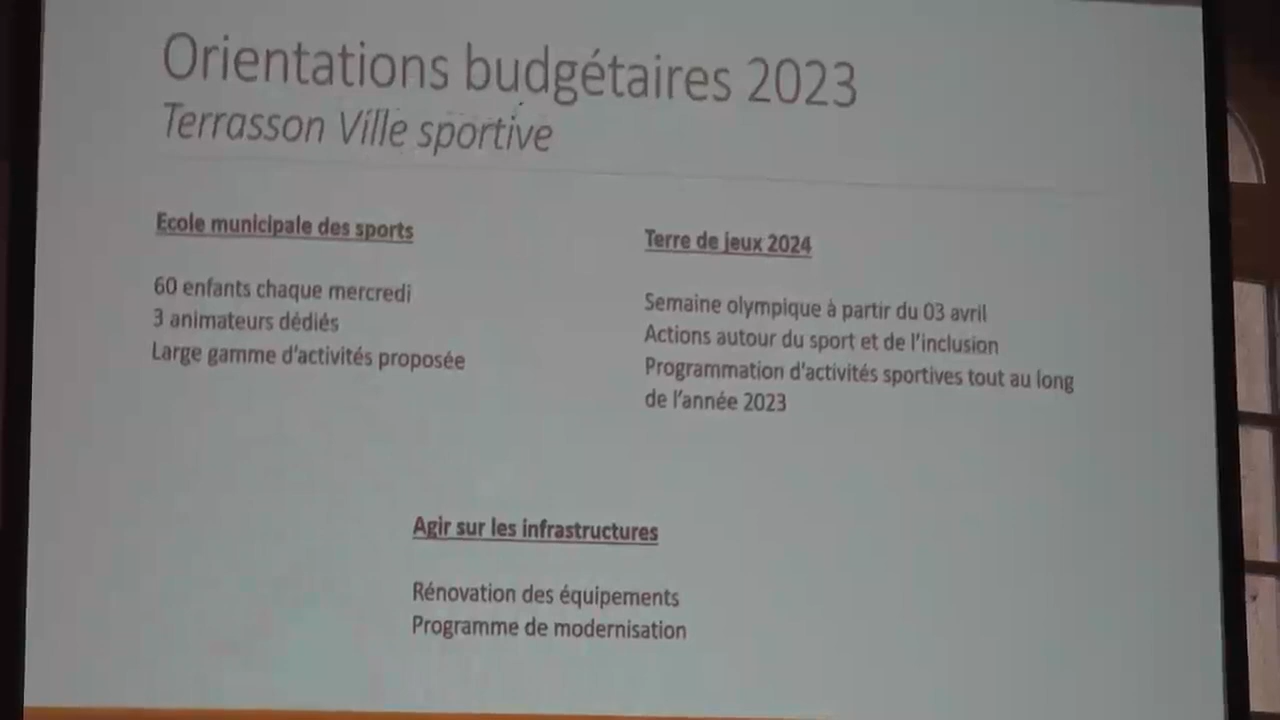 Orientations budgétaires 2023
Terrasson Ville sportive
Ecole municipale des sports
60 enfants chaque mercredi
3 animateurs dédiés
Large gamme d'activités proposée
Terre de jeux 2024
Semaine olympique à partir du 03 avril
Actions autour du sport et de l'inclusion
Programmation d'activités sportives tout au long
de l'année 2023
Agir sur les infrastructures
Rénovation des équipements
Programme de modernisation